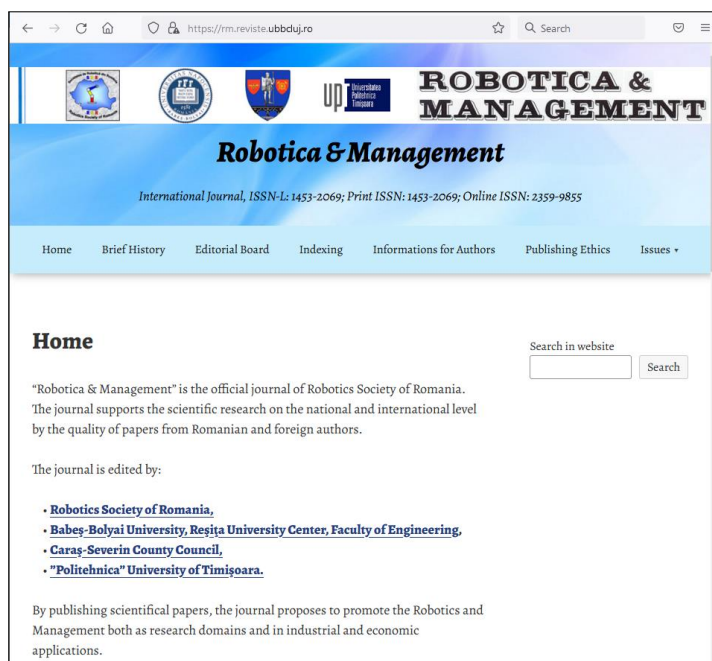 https://rm.reviste.ubbcluj.ro
Search
Universitatea
Politehnica
Timișoara
upt
ROBOTICA &
MANAGEMENT
Robotica & Management
International Journal, ISSN-L: 1453-2069; Print ISSN: 1453-2069; Online ISSN: 2359-9855
Home Brief History Editorial Board Indexing Informations for Authors Publishing Ethics Issues
Home
Search in website
Search
“Robotica & Management” is the official journal of Robotics Society of Romania.
The journal supports the scientific research on the national and international level
by the quality of papers from Romanian and foreign authors.
The journal is edited by:
• Robotics Society of Romania,
• Babeş-Bolyai University, Reşiţa University Center, Faculty of Engineering,
• Caraş-Severin County Council,
• ”Politehnica” University of Timişoara.
By publishing scientifical papers, the journal proposes to promote the Robotics and
Management both as research domains and in industrial and economic
applications.